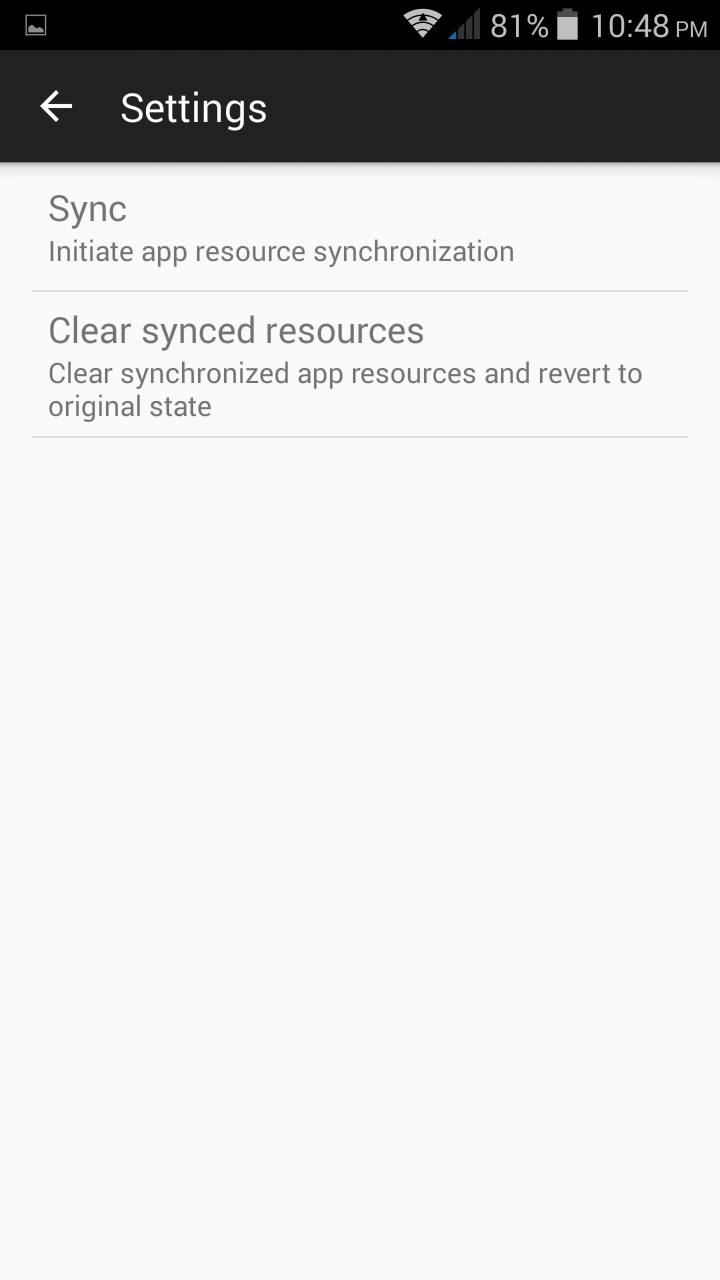 81% 10:48 PM
Settings
Sync
Initiate app resource synchronization
Clear synced resources
Clear synchronized app resources and revert to
original state